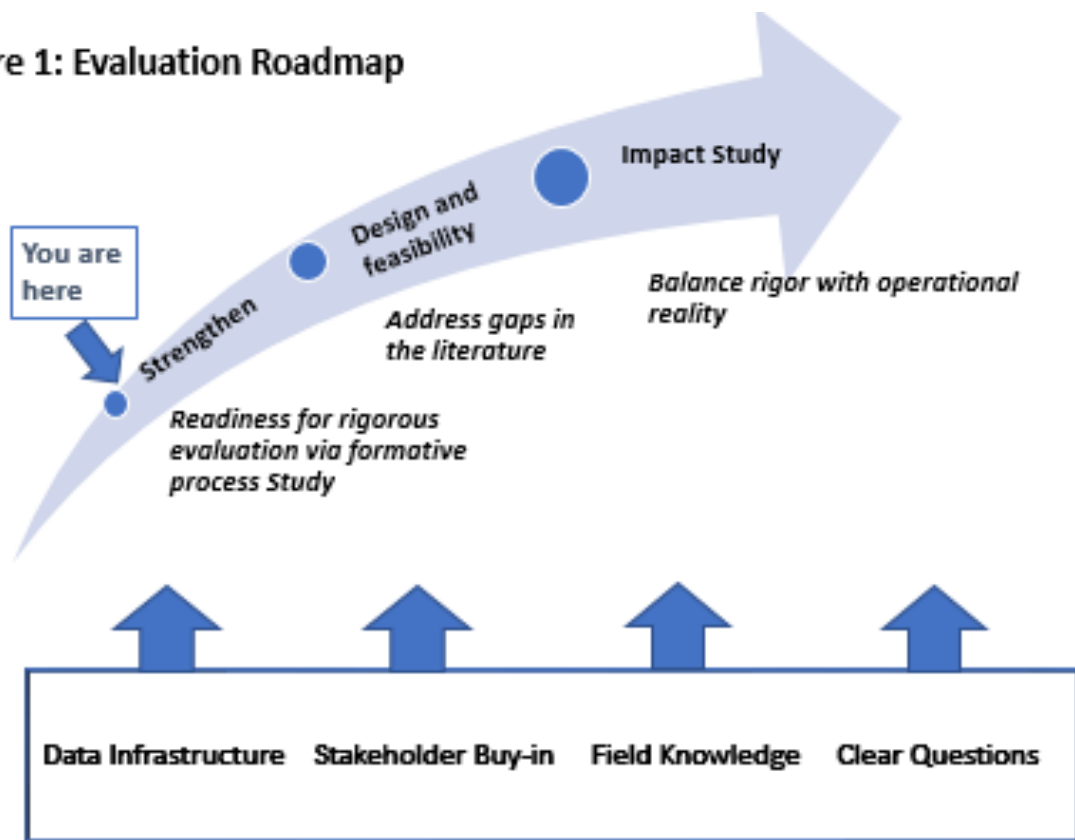 re 1: Evaluation Roadmap
Impact Study
Design and
feasibility
You are
here
Strengthen
Balance rigor with operational
reality
Address gaps in
the literature
Readiness for rigorous
evaluation via formative
process Study
Data Infrastructure
Stakeholder Buy-in
Field Knowledge
Clear Questions